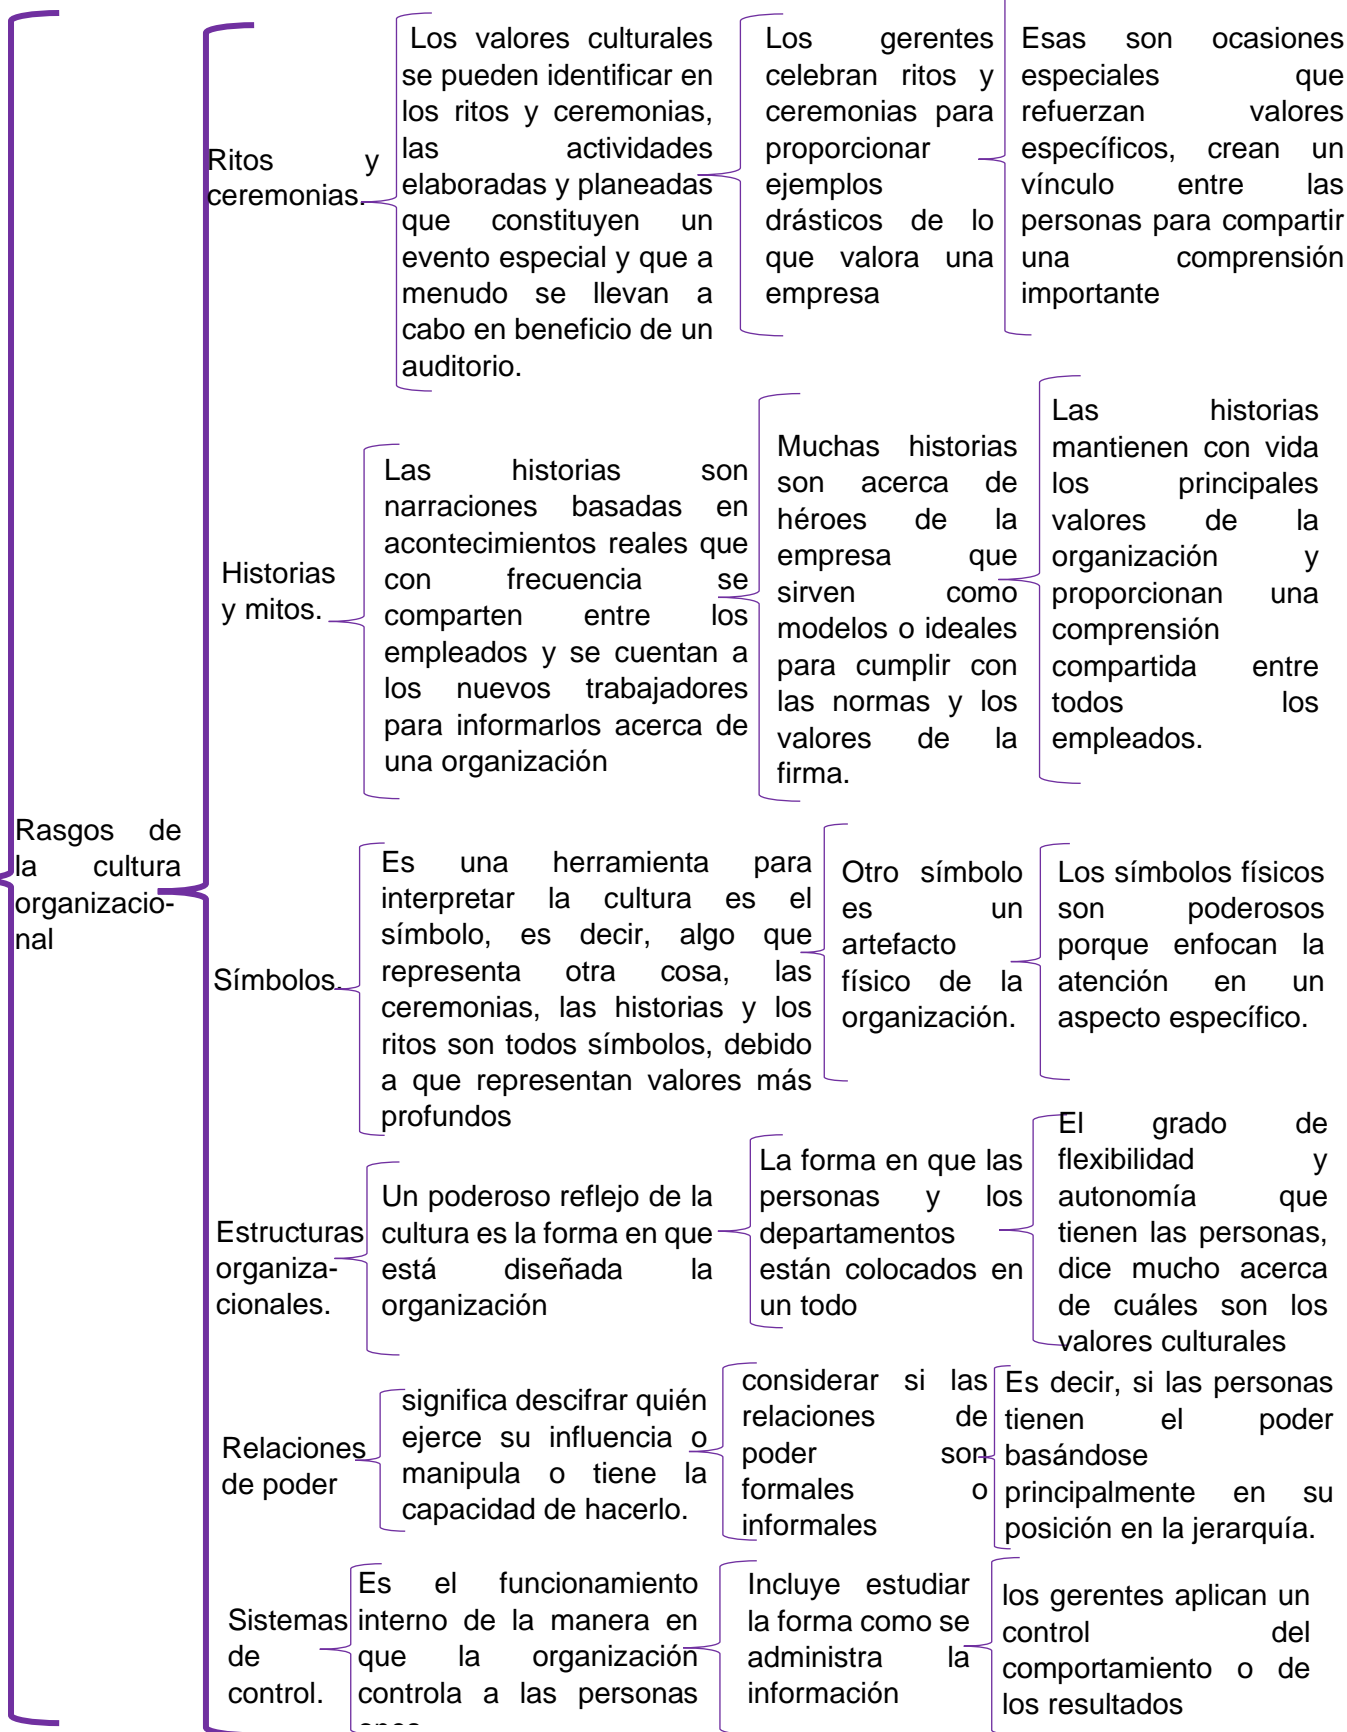 Rasgos de
la cultura
organizacio-
nal
Ritos y
ceremonias.
Los valores culturales
se pueden identificar en
los ritos y ceremonias,
las actividades
elaboradas y planeadas
que constituyen un
evento especial y que a
menudo se llevan a
cabo en beneficio de un
auditorio.
Los gerentes
celebran ritos y
ceremonias para
proporcionar
ejemplos
drásticos de lo
que valora una
empresa
Esas son ocasiones
especiales que
refuerzan valores
específicos, crean un
vínculo entre las
personas para compartir
una comprensión
importante
Historias
y mitos.
Las historias son
narraciones basadas en
acontecimientos reales que
con frecuencia se
comparten entre los
empleados y se cuentan a
los nuevos trabajadores
para informarlos acerca de
una organización
Muchas historias
son acerca de
héroes de la
empresa que
sirven como
modelos o ideales
para cumplir con
las normas y los
valores de la
firma.
Las historias
mantienen con vida
los principales
valores de la
organización y
proporcionan una
comprensión
compartida entre
todos los
empleados.
Símbolos.
Es una herramienta para
interpretar la cultura es el
símbolo, es decir, algo que
representa otra cosa, las
ceremonias, las historias y los
ritos son todos símbolos, debido
a que representan valores más
profundos
Otro símbolo
es un
artefacto
físico de la
organización.
Los símbolos físicos
son poderosos
porque enfocan la
atención en un
aspecto específico.
Estructuras
organiza-
cionales.
Un poderoso reflejo de la
cultura es la forma en que
está diseñada la
organización
La forma en que las
personas y los
departamentos
están colocados en
un todo
El grado de
flexibilidad y
autonomía que
tienen las personas,
dice mucho acerca
de cuáles son los
valores culturales
Relaciones
de poder
significa descifrar quién
ejerce su influencia o
manipula o tiene la
capacidad de hacerlo.
considerar si las
relaciones de
poder son
formales o
informales
Es decir, si las personas
tienen el poder
basándose
principalmente en su
posición en la jerarquía.
Sistemas
de
control.
Es el funcionamiento
interno de la manera en
que la organización
controla a las personas
Incluye estudiar
la forma como se
administra la
información
los gerentes aplican un
control del
comportamiento o de
los resultados